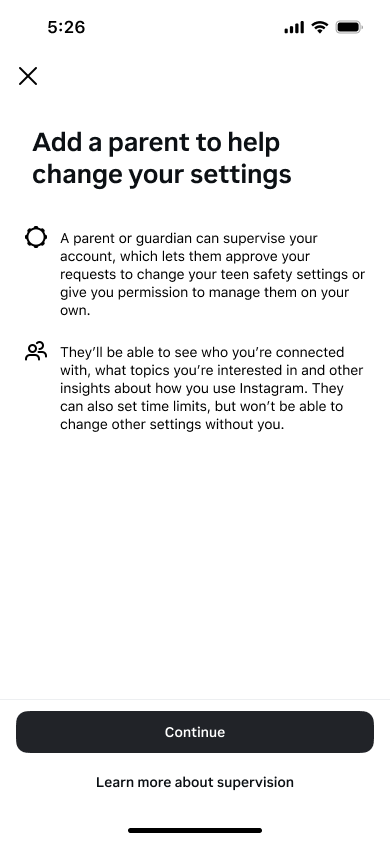 5:26
Add a parent to help
change your settings
A parent or guardian can supervise your
account, which lets them approve your
requests to change your teen safety settings or
give you permission to manage them on your
own.
They’ll be able to see who you’re connected
with, what topics you’re interested in and other
insights about how you use Instagram. They
can also set time limits, but won’t be able to
change other settings without you.
Continue
Learn more about supervision